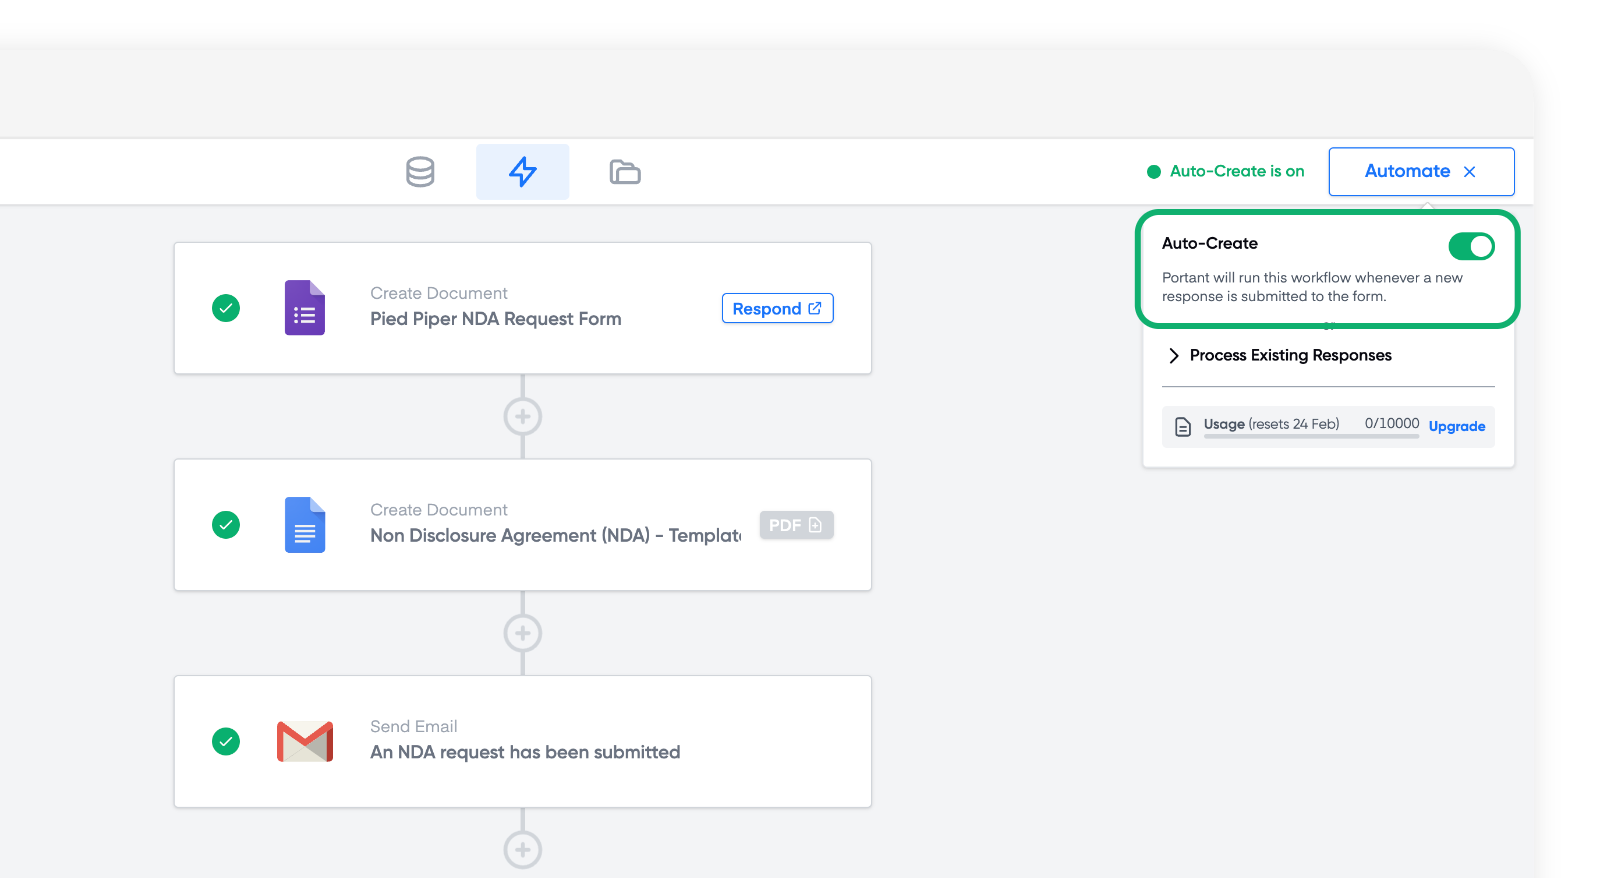 Auto-Create is on
Automate
Auto-Create
Portant will run this workflow whenever a new
response is submitted to the form.
Process Existing Responses
Usage (resets 24 Feb) 0/10000 Upgrade
Create Document
Pied Piper NDA Request Form
Respond
Create Document
Non Disclosure Agreement (NDA) - Template
PDF
Send Email
An NDA request has been submitted